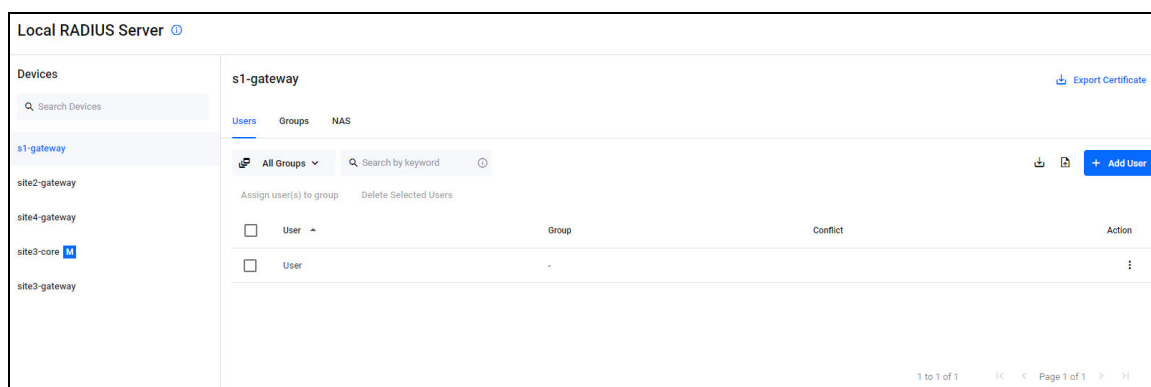 Local RADIUS Server
Devices
Search Devices
s1-gateway
site2-gateway
site4-gateway
site3-core M
site3-gateway
s1-gateway
Export Certificate
Users Groups NAS
All Groups Search by keyword
+ Add User
Assign user(s) to group Delete Selected Users
User Group Conflict Action
User -
1 to 1 of 1 Page 1 of 1